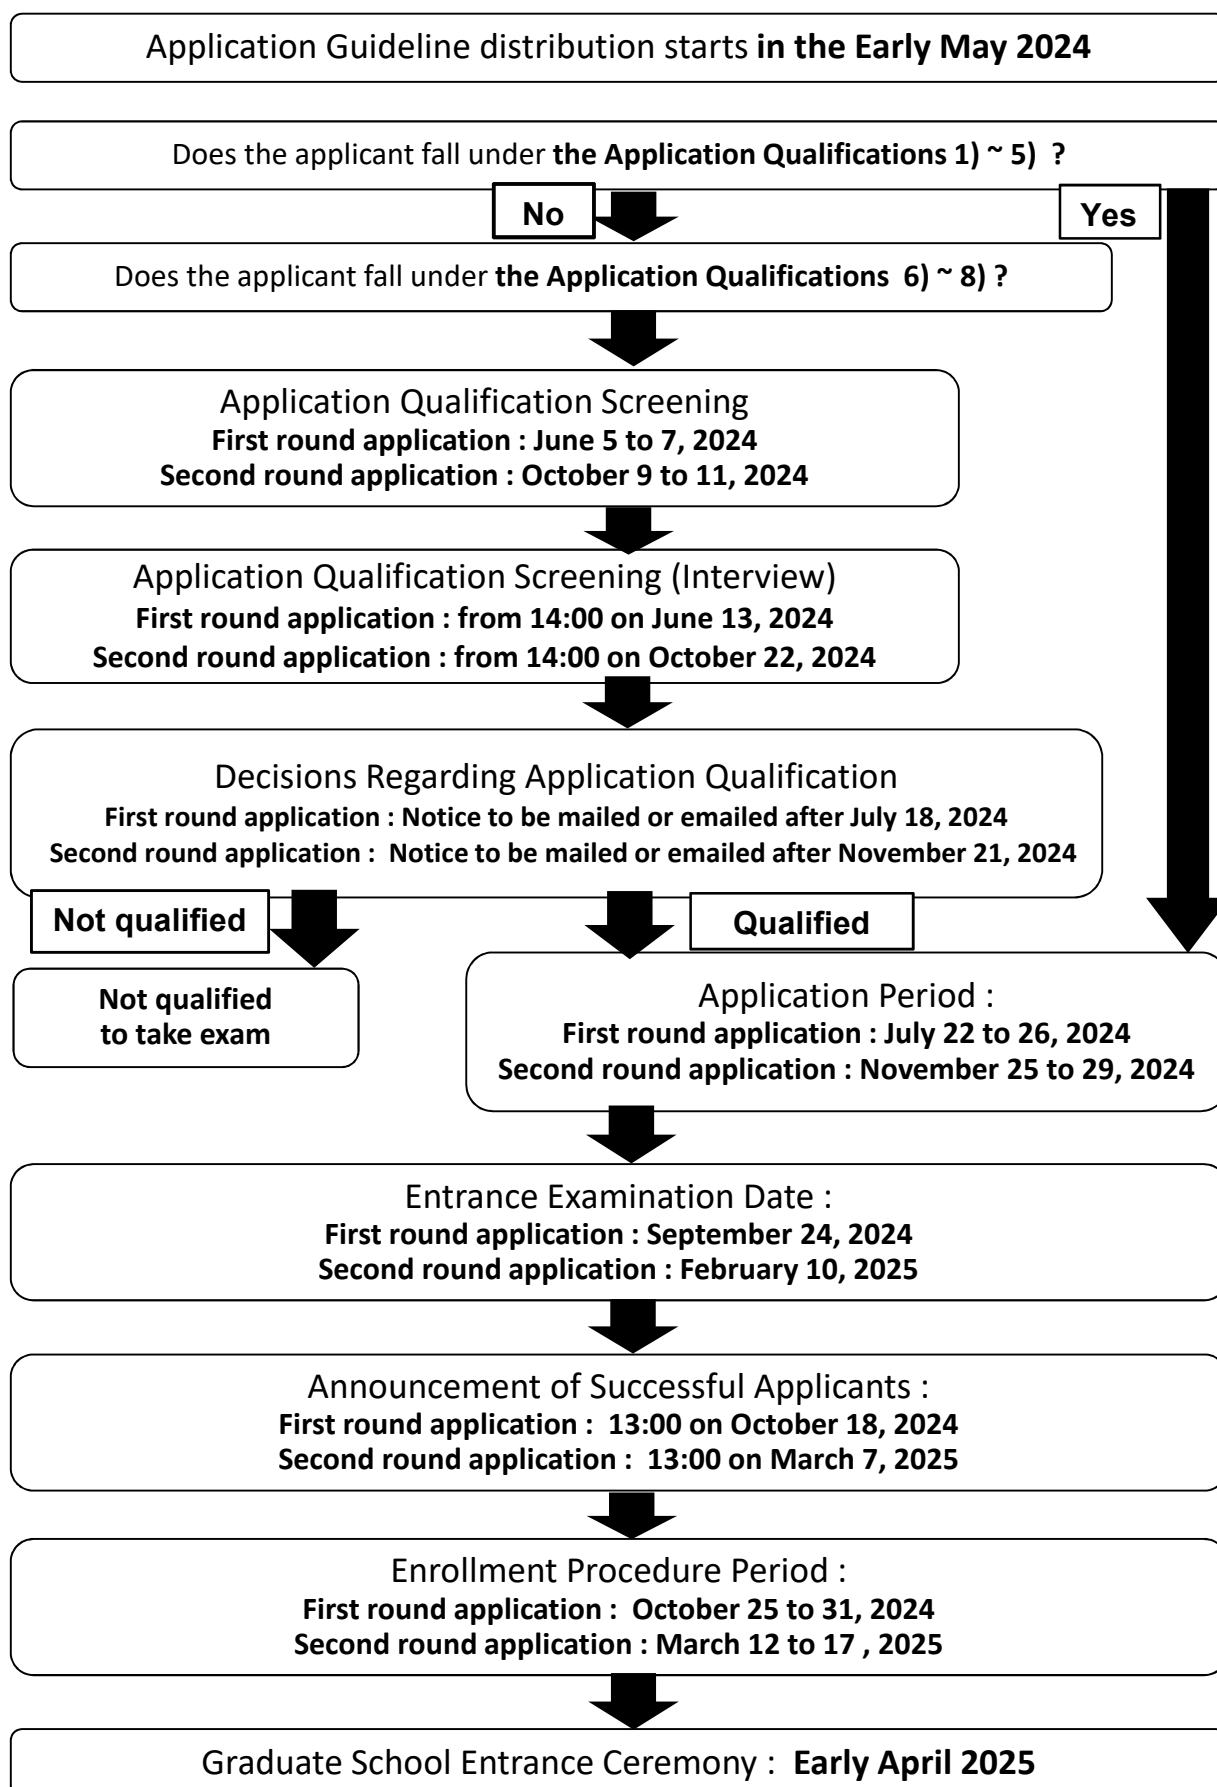 Application Guideline distribution starts in the Early May 2024
Does the applicant fall under the Application Qualifications 1) ~ 5) ?
No
Yes
Does the applicant fall under the Application Qualifications 6) ~ 8) ?
Application Qualification Screening
First round application : June 5 to 7, 2024
Second round application : October 9 to 11, 2024
Application Qualification Screening (Interview)
First round application : from 14:00 on June 13, 2024
Second round application : from 14:00 on October 22, 2024
Decisions Regarding Application Qualification
First round application : Notice to be mailed or emailed after July 18, 2024
Second round application : Notice to be mailed or emailed after November 21, 2024
Not qualified
Qualified
Not qualified
to take exam
Application Period :
First round application : July 22 to 26, 2024
Second round application : November 25 to 29, 2024
Entrance Examination Date :
First round application : September 24, 2024
Second round application : February 10, 2025
Announcement of Successful Applicants :
First round application : 13:00 on October 18, 2024
Second round application : 13:00 on March 7, 2025
Enrollment Procedure Period :
First round application : October 25 to 31, 2024
Second round application : March 12 to 17 , 2025
Graduate School Entrance Ceremony : Early April 2025